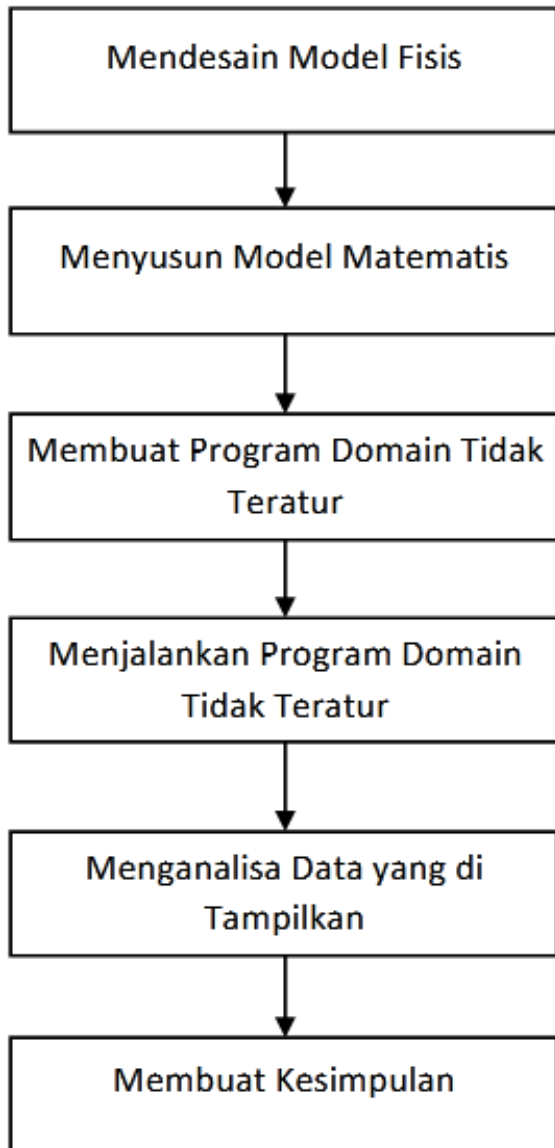 Mendesain Model Fisis
Menyusun Model Matematis
Membuat Program Domain Tidak
Teratur
Menjalankan Program Domain
Tidak Teratur
Menganalisa Data yang di
Tampilkan
Membuat Kesimpulan